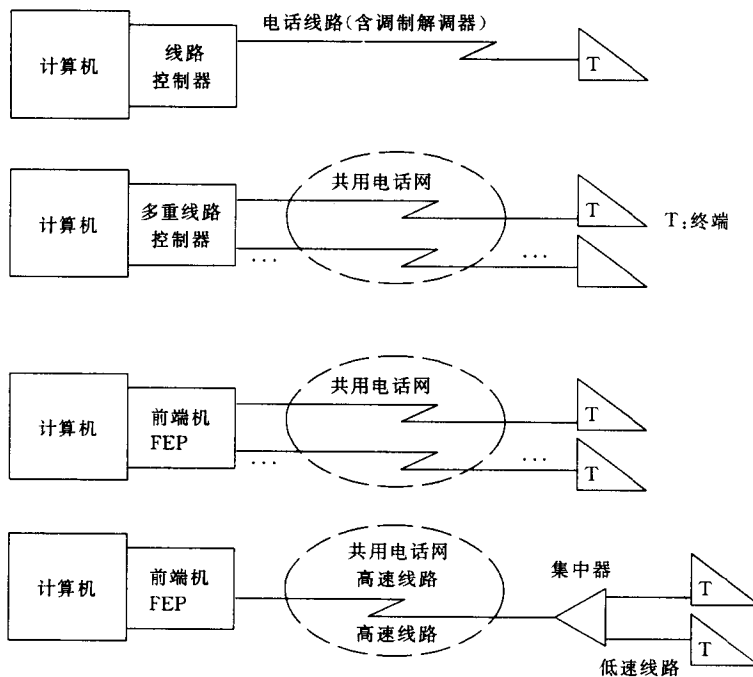 电话线路(含调制解调器)
计算机
线路
控制器
T
共用电话网
计算机
多重线路
控制器
T
T:终端
...
...
共用电话网
计算机
前端机
FEP
T
...
...
T
共用电话网
高速线路
集中器
计算机
前端机
FEP
T
高速线路
T
低速线路